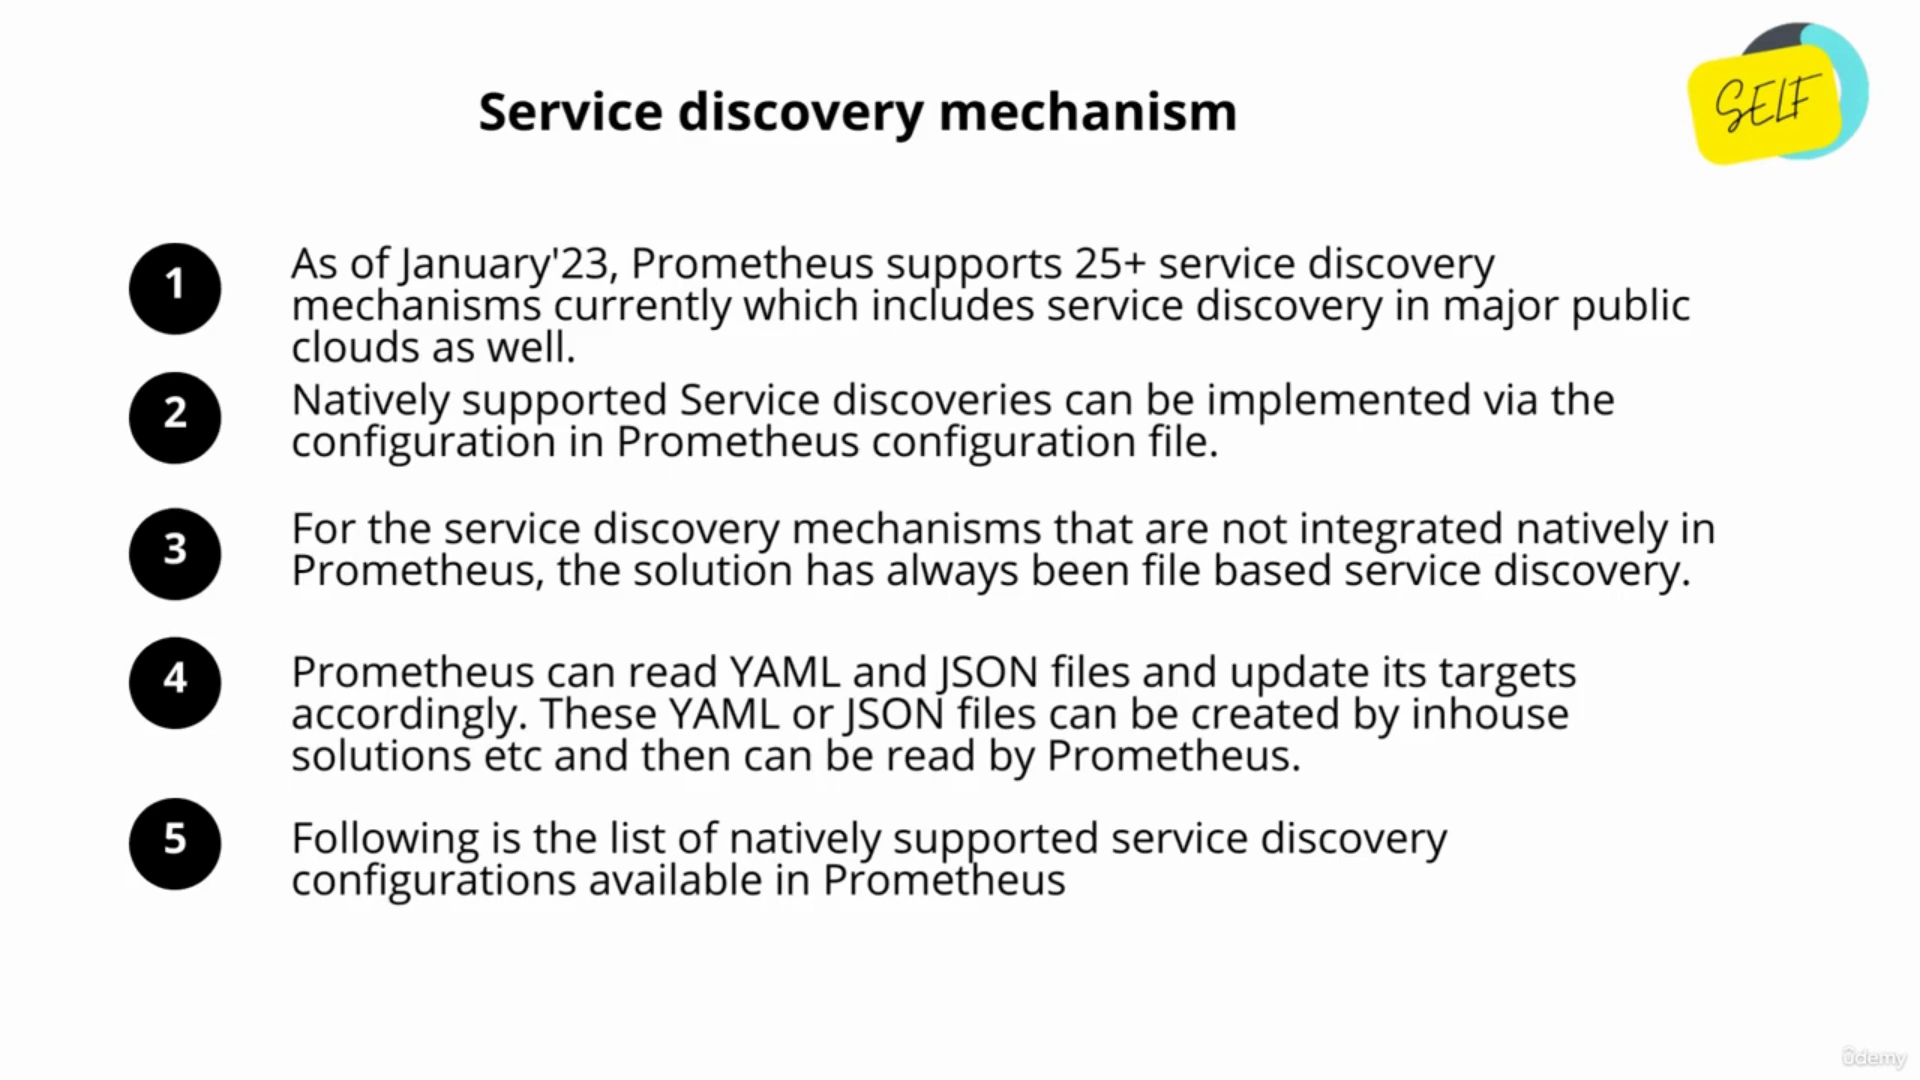 Service discovery mechanism
SELF
1
As of January'23, Prometheus supports 25+ service discovery
mechanisms currently which includes service discovery in major public
clouds as well.
2
Natively supported Service discoveries can be implemented via the
configuration in Prometheus configuration file.
3
For the service discovery mechanisms that are not integrated natively in
Prometheus, the solution has always been file based service discovery.
4
Prometheus can read YAML and JSON files and update its targets
accordingly. These YAML or JSON files can be created by inhouse
solutions etc and then can be read by Prometheus.
5
Following is the list of natively supported service discovery
configurations available in Prometheus
ûdemy